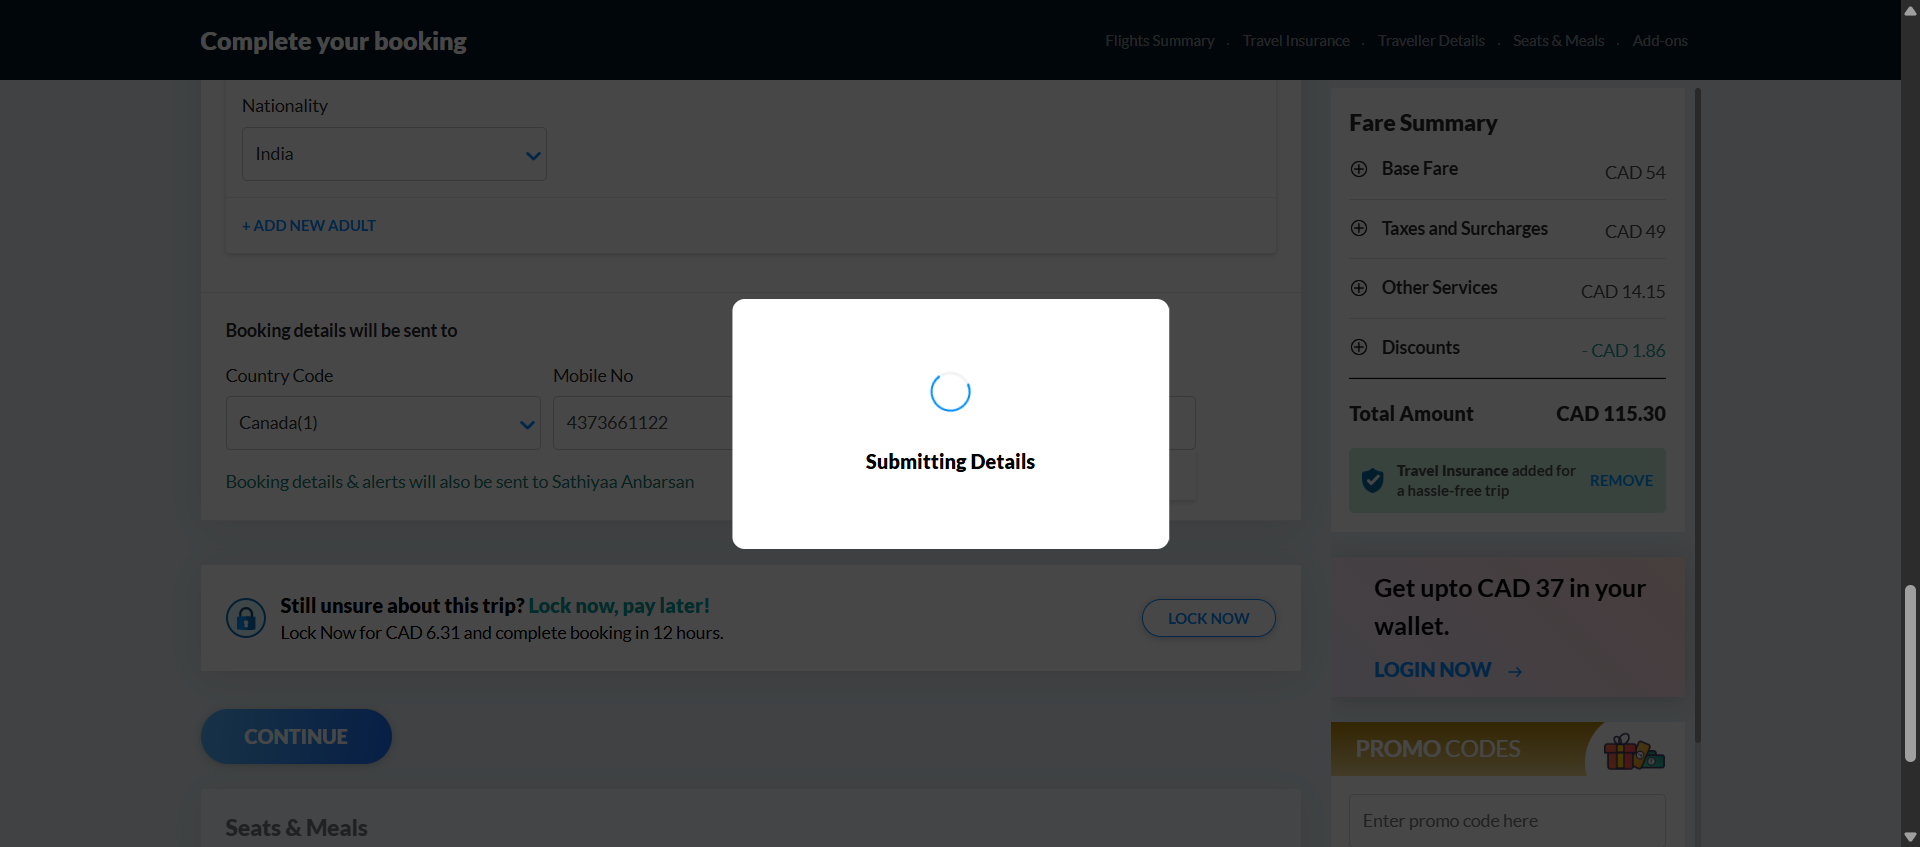 Complete your booking
Flights Summary . Travel Insurance . Traveller Details . Seats & Meals . Add-ons
Nationality
India
+ ADD NEW ADULT
Booking details will be sent to
Country Code
Mobile No
Canada(1)
4373661122
Booking details & alerts will also be sent to Sathiyaa Anbarsan
Submitting Details
Still unsure about this trip? Lock now, pay later!
Lock Now for CAD 6.31 and complete booking in 12 hours.
LOCK NOW
CONTINUE
Seats & Meals
Fare Summary
Base Fare CAD 54
Taxes and Surcharges CAD 49
Other Services CAD 14.15
Discounts - CAD 1.86
Total Amount CAD 115.30
Travel Insurance added for
a hassle-free trip
REMOVE
Get upto CAD 37 in your
wallet.
LOGIN NOW →
PROMO CODES
Enter promo code here